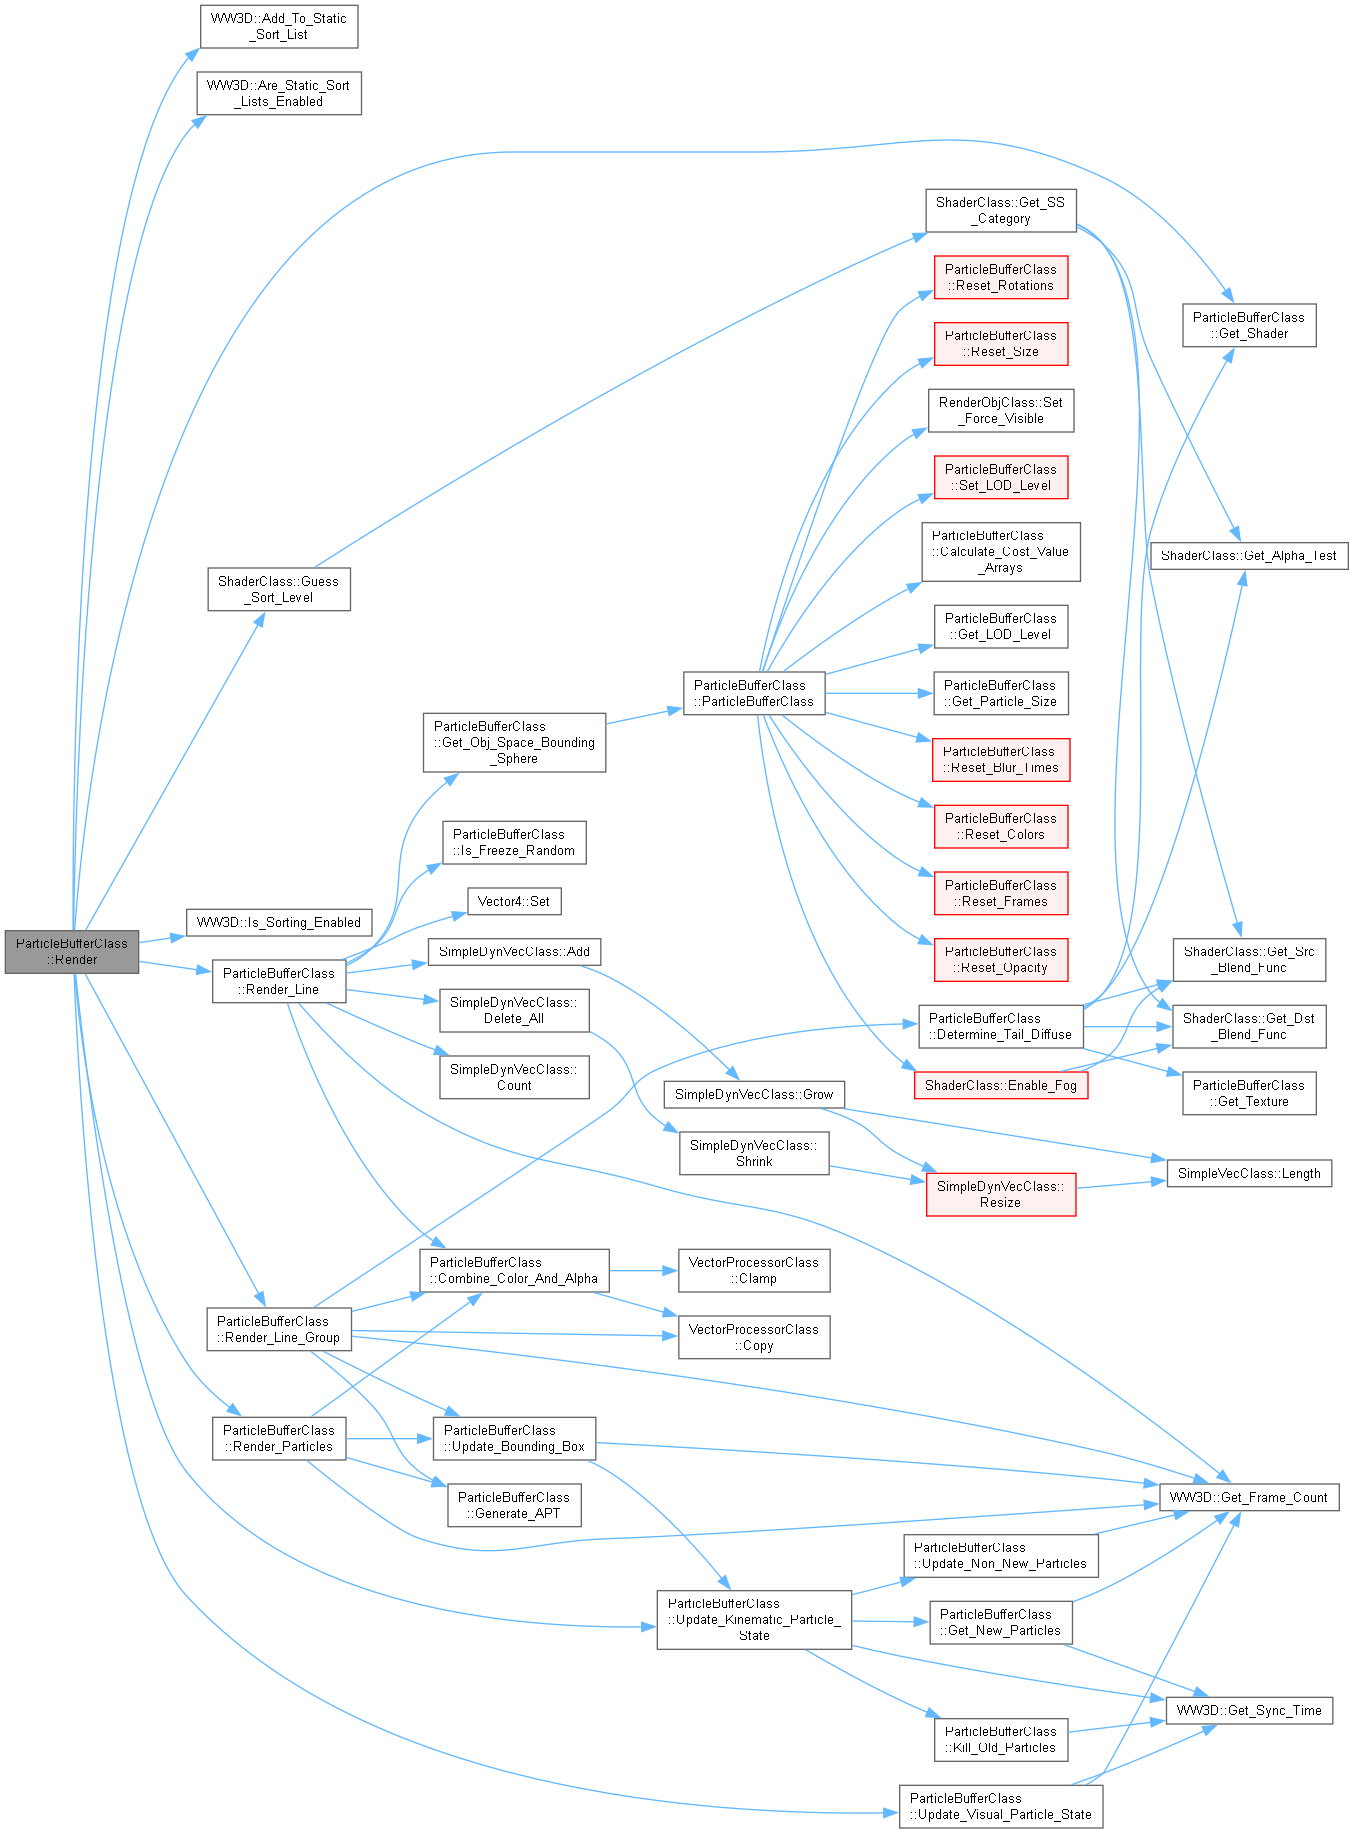 WW3D::Add_To_Static
_Sort_List
WW3D::Are_Static_Sort
_Lists_Enabled
ShaderClass::Get_SS
_Category
ParticleBufferClass
::Reset_Rotations
ParticleBufferClass
::Get_Shader
ParticleBufferClass
::Reset_Size
RenderObjClass::Set
_Force_Visible
ParticleBufferClass
::Set_LOD_Level
ParticleBufferClass
::Calculate_Cost_Value
_Arrays
ShaderClass::Get_Alpha_Test
ShaderClass::Guess
_Sort_Level
ParticleBufferClass
::Get_LOD_Level
ParticleBufferClass
::ParticleBufferClass
ParticleBufferClass
::Get_Particle_Size
ParticleBufferClass
::Get_Obj_Space_Bounding
_Sphere
ParticleBufferClass
::Reset_Blur_Times
ParticleBufferClass
::Is_Freeze_Random
ParticleBufferClass
::Reset_Colors
Vector4::Set
ParticleBufferClass
::Reset_Frames
WW3D::Is_Sorting_Enabled
ParticleBufferClass
::Render
SimpleDynVecClass::Add
ParticleBufferClass
::Reset_Opacity
ShaderClass::Get_Src
_Blend_Func
ParticleBufferClass
::Render_Line
SimpleDynVecClass::
Delete_All
ParticleBufferClass
::Determine_Tail_Diffuse
ShaderClass::Get_Dst
_Blend_Func
SimpleDynVecClass::
Count
SimpleDynVecClass::Grow
ShaderClass::Enable_Fog
ParticleBufferClass
::Get_Texture
SimpleDynVecClass::
Shrink
SimpleDynVecClass::
Resize
SimpleVecClass::Length
ParticleBufferClass
::Combine_Color_And_Alpha
VectorProcessorClass
::Clamp
ParticleBufferClass
::Render_Line_Group
VectorProcessorClass
::Copy
ParticleBufferClass
::Render_Particles
ParticleBufferClass
::Update_Bounding_Box
ParticleBufferClass
::Generate_APT
WW3D::Get_Frame_Count
ParticleBufferClass
::Update_Non_New_Particles
ParticleBufferClass
::Update_Kinematic_Particle_
State
ParticleBufferClass
::Get_New_Particles
WW3D::Get_Sync_Time
ParticleBufferClass
::Kill_Old_Particles
ParticleBufferClass
::Update_Visual_Particle_State